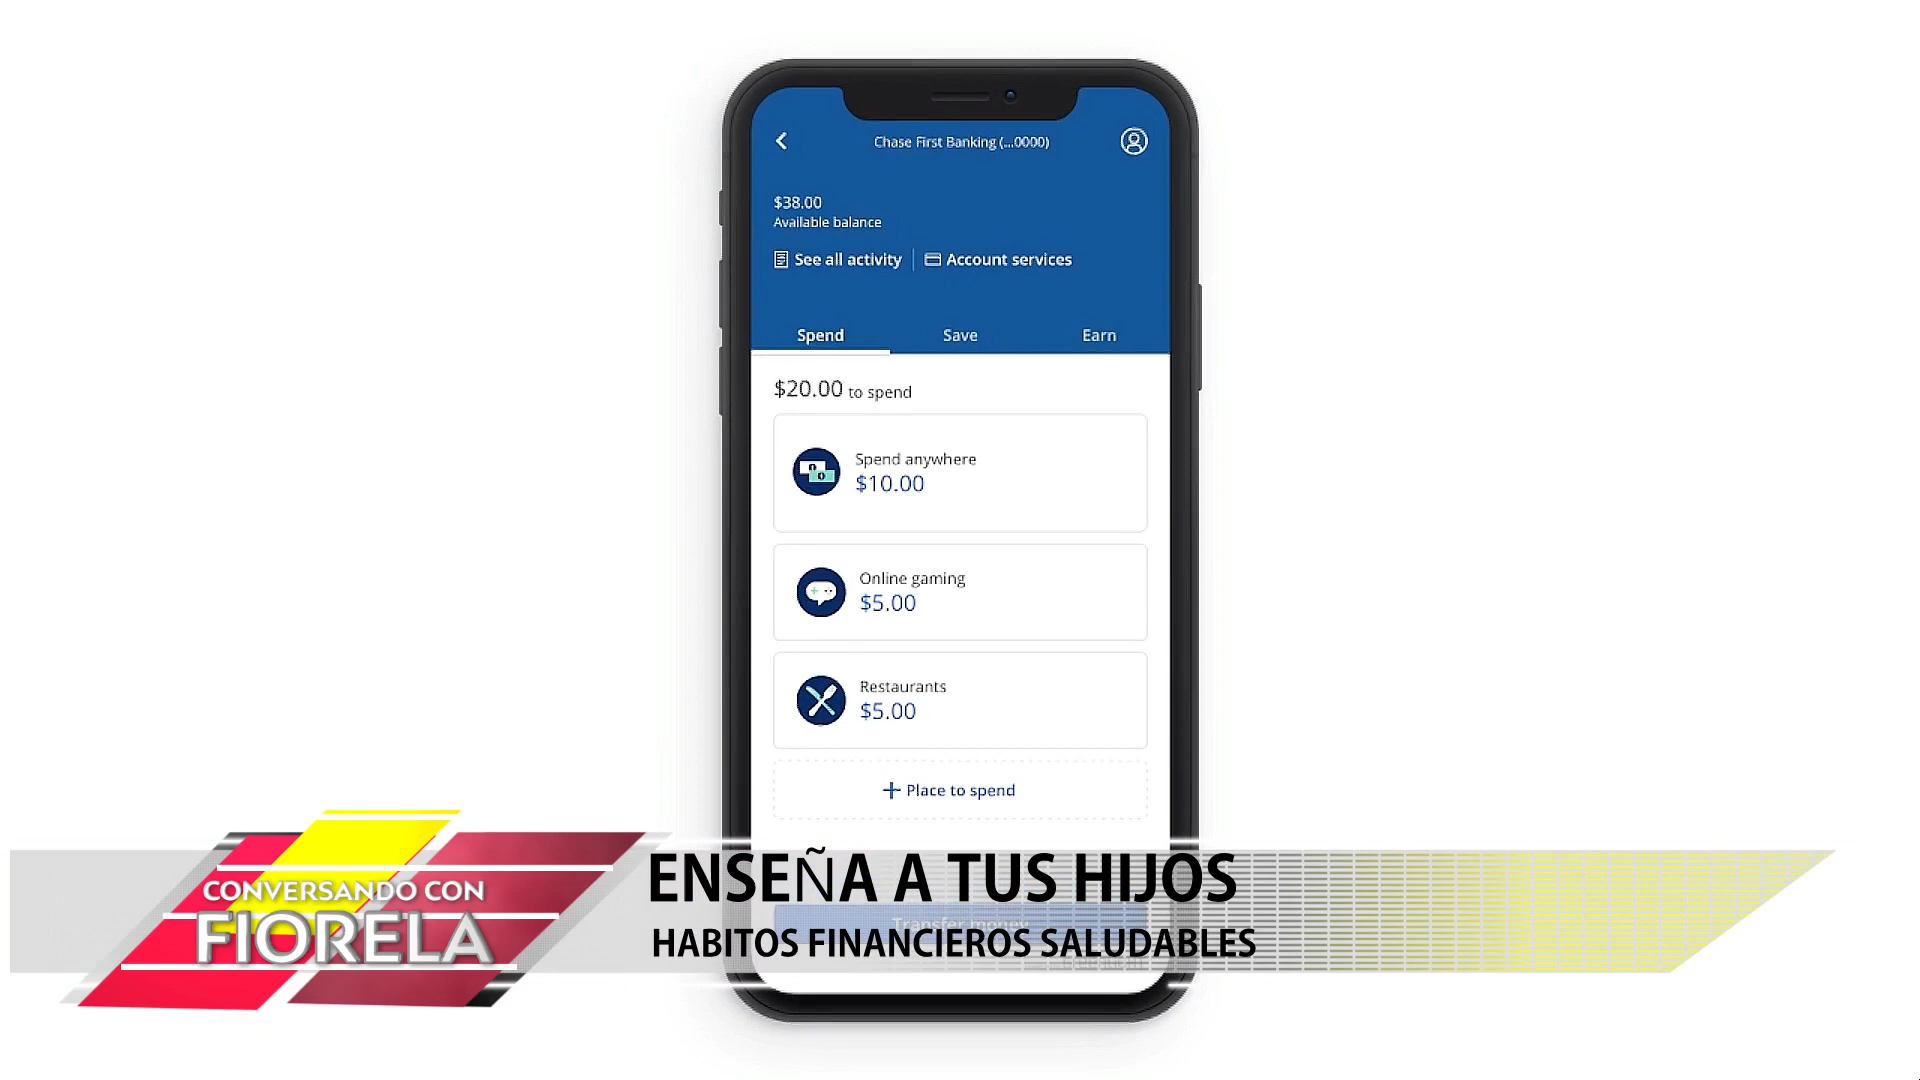 Chase First Banking (...0000)
$38.00
Available balance
See all activity
Account services
Spend
Save
Earn
$20.00 to spend
Spend anywhere
$10.00
Online gaming
$5.00
Restaurants
$5.00
+ Place to spend
Transfer money
CONVERSANDO CON
FIORELA
ENSEÑA A TUS HIJOS
HABITOS FINANCIEROS SALUDABLES